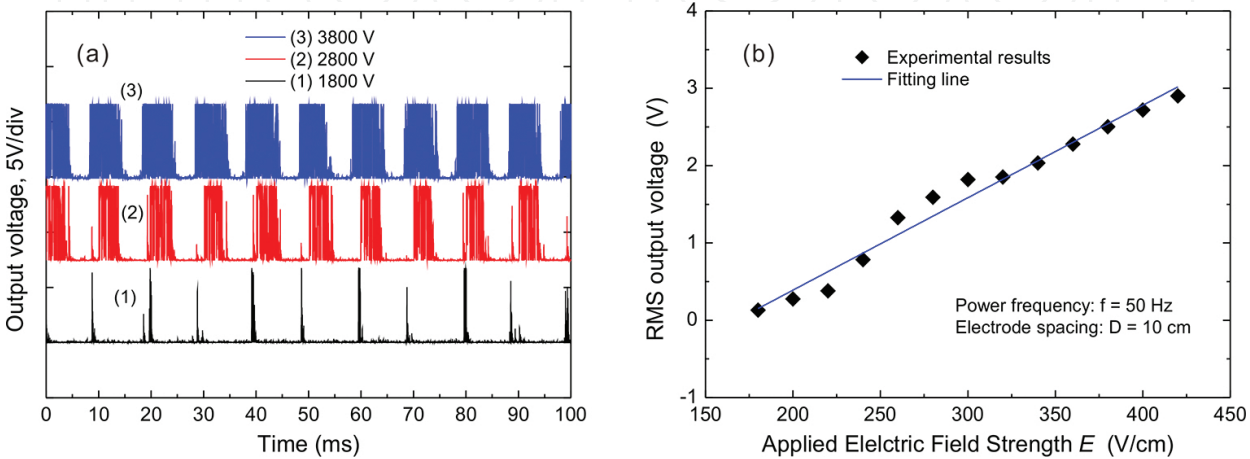 (a)
(3) 3800 V
(2) 2800 V
(1) 1800 V
(3)
(2)
(1)
Output voltage, 5V/div
0 10 20 30 40 50 60 70 80 90 100
Time (ms)
(b)
Experimental results
Fitting line
Power frequency: f = 50 Hz
Electrode spacing: D = 10 cm
RMS output voltage (V)
4
3
2
1
0
-1
150 200 250 300 350 400 450
Applied Elelctric Field Strength E (V/cm)